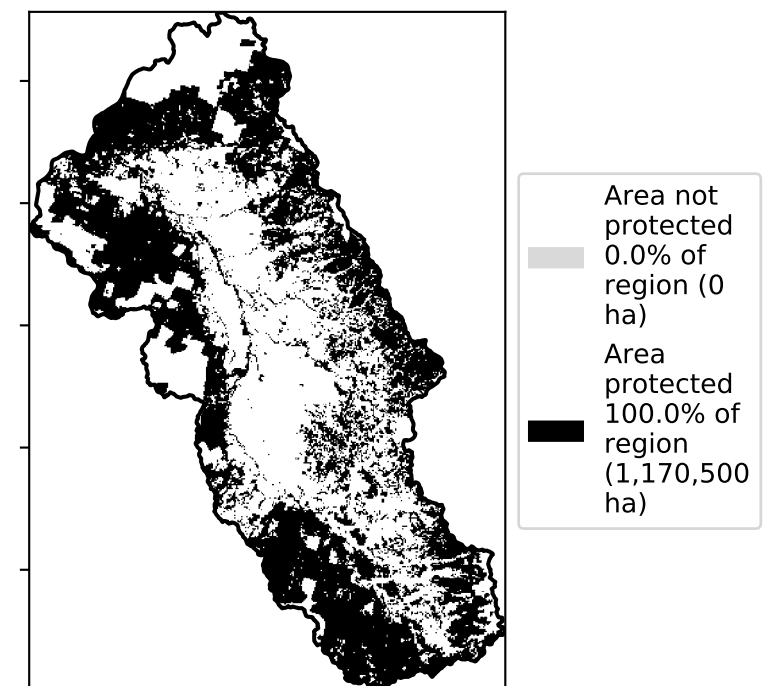 Area not
protected
0.0% of
region (0
ha)
Area
protected
100.0% of
region
(1,170,500
ha)